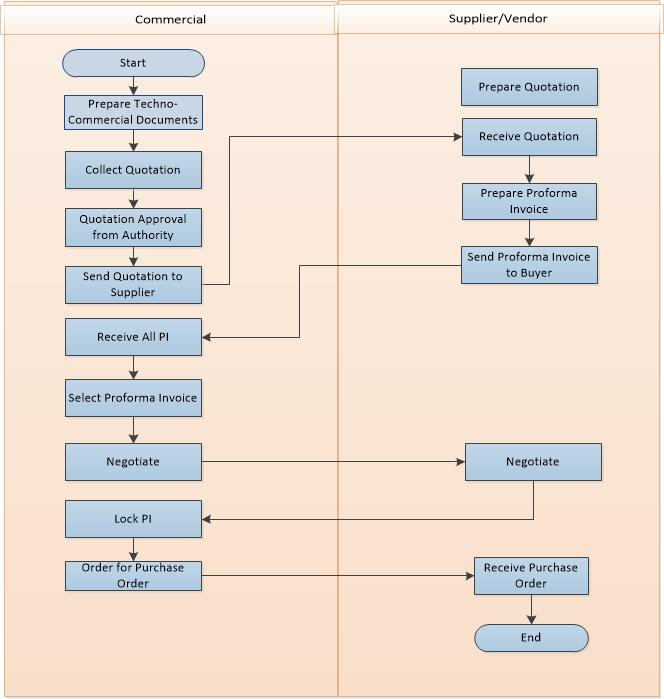 Commercial
Supplier/Vendor
Start
Prepare Techno-
Commercial Documents
Collect Quotation
Quotation Approval
from Authority
Send Quotation to
Supplier
Receive All PI
Select Proforma Invoice
Negotiate
Lock PI
Order for Purchase
Order
Prepare Quotation
Receive Quotation
Prepare Proforma
Invoice
Send Proforma Invoice
to Buyer
Negotiate
Receive Purchase
Order
End